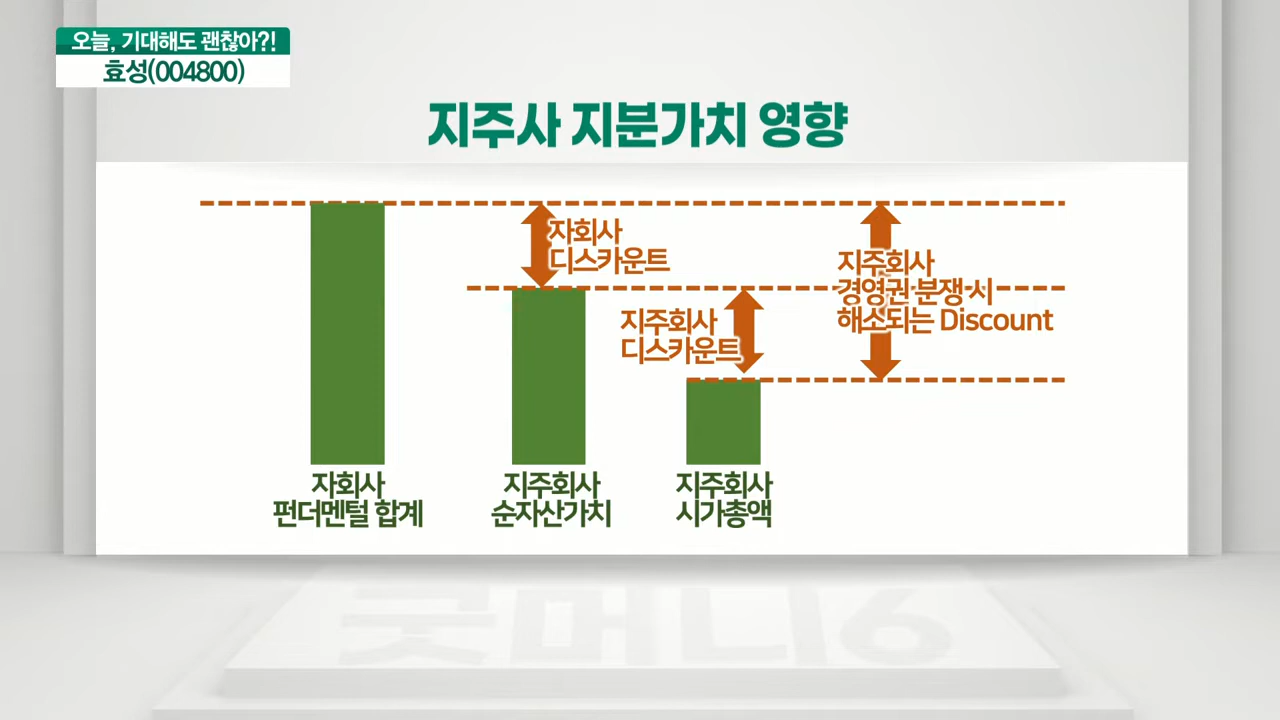 오늘, 기대해도 괜찮아?!
효성(004800)
지주사 지분가치 영향
자회사
디스카운트
지주회사
디스카운트
지주회사
경영권 분쟁 시
해소되는 Discount
자회사
펀더멘털 합계
지주회사
순자산가치
지주회사
시가총액
굿머니6